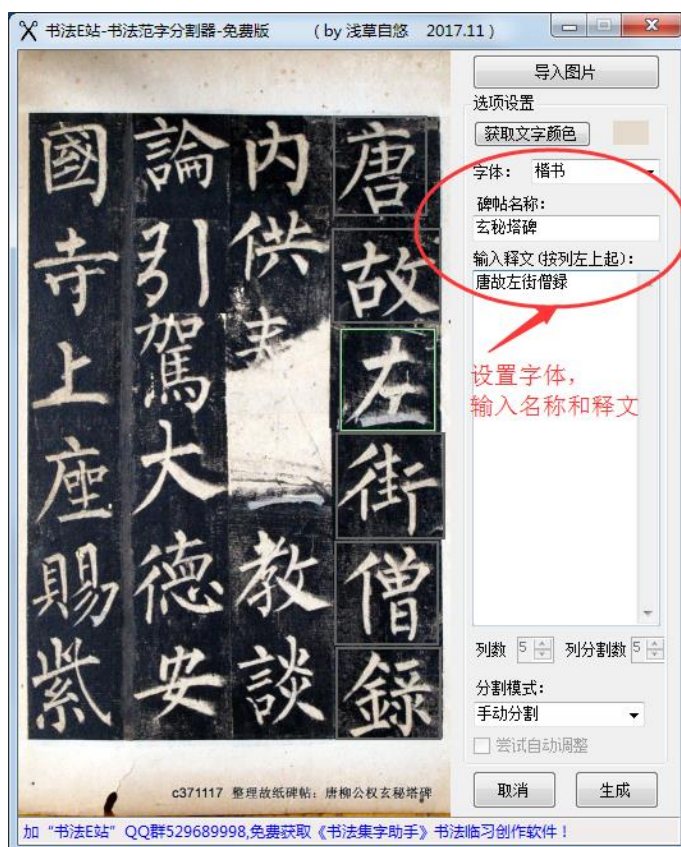 书法E站-书法范字分割器-免费版 （by 浅草自悠 2017.11）
导入图片
选项设置
获取文字颜色
字体： 楷书
碑帖名称：
玄秘塔碑
输入释文(按列左上起)：
唐故左街僧録
设置字体，
输入名称和释文
列数 5 列分割数 5
分割模式：
手动分割
尝试自动调整
取消 生成
唐故左街僧錄
内供奉 教談
論引駕大德安
國寺上座賜紫
c371117 整理故纸碑帖：唐柳公权玄秘塔碑
加“书法E站”QQ群529689998,免费获取《书法集字助手》书法临习创作软件！